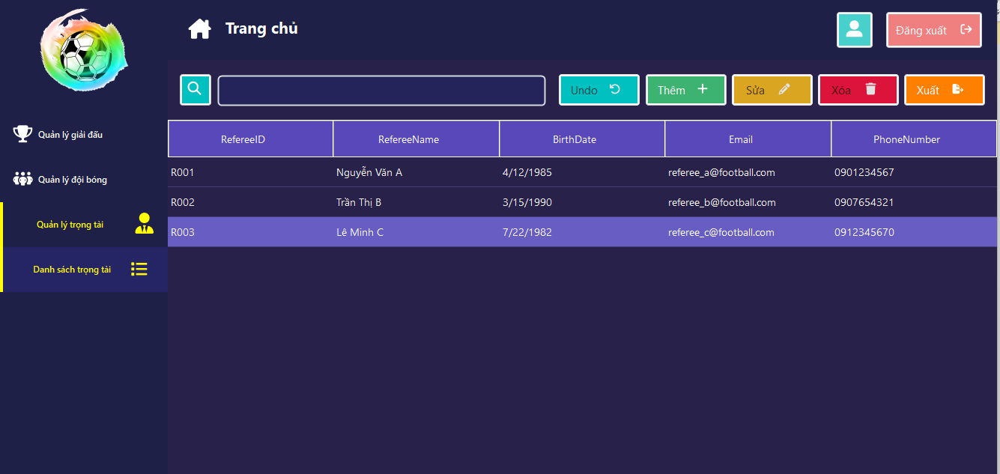 Trang chủ
Đăng xuất
Undo
Thêm
Sửa
Xóa
Xuất
Quản lý giải đấu
Quản lý đội bóng
Quản lý trọng tài
Danh sách trọng tài
RefereeID RefereeName BirthDate Email PhoneNumber
R001 Nguyễn Văn A 4/12/1985 referee_a@football.com 0901234567
R002 Trần Thị B 3/15/1990 referee_b@football.com 0907654321
R003 Lê Minh C 7/22/1982 referee_c@football.com 0912345670